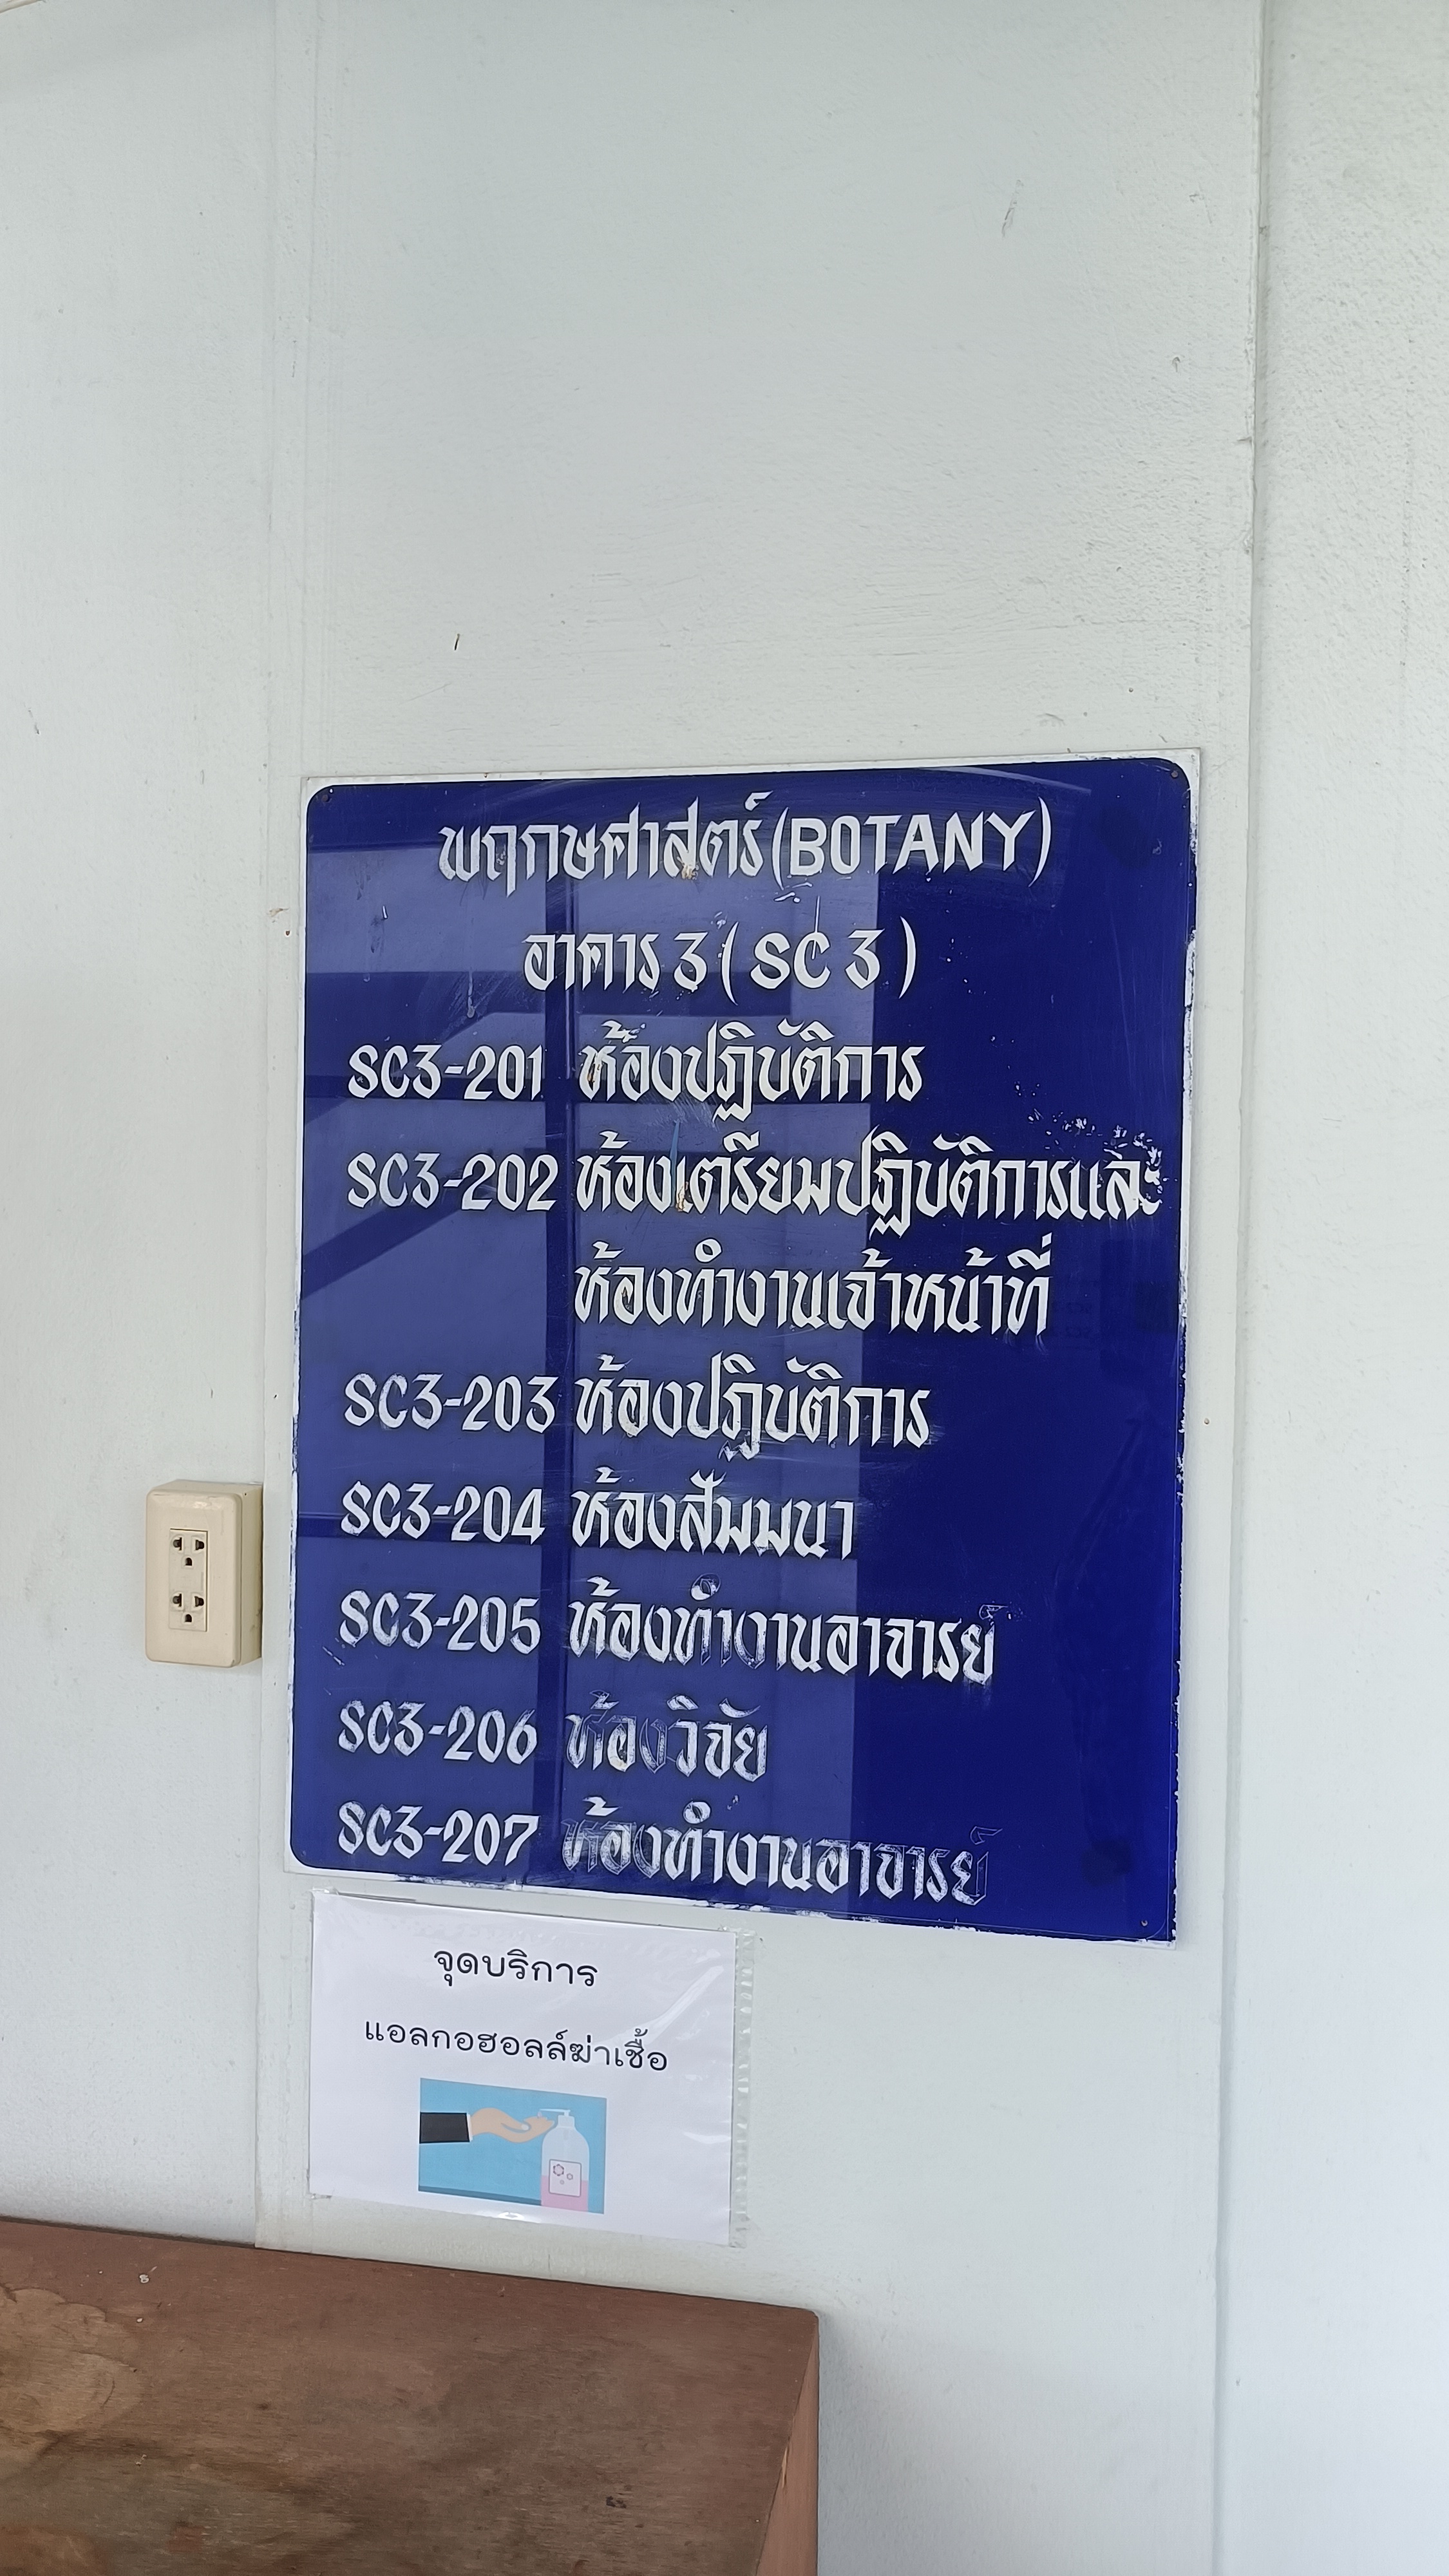 พฤกษศาสตร์ (BOTANY)
อาคาร 3 ( SC 3 )
SC3-201 ห้องปฏิบัติการ
SC3-202 ห้องเตรียมปฏิบัติการและ
ห้องทำงานเจ้าหน้าที่
SC3-203 ห้องปฏิบัติการ
SC3-204 ห้องสัมมนา
SC3-205 ห้องทำงานอาจารย์
SC3-206 ห้องวิจัย
SC3-207 ห้องทำงานอาจารย์
จุดบริการ
แอลกอฮอลล์ฆ่าเชื้อ